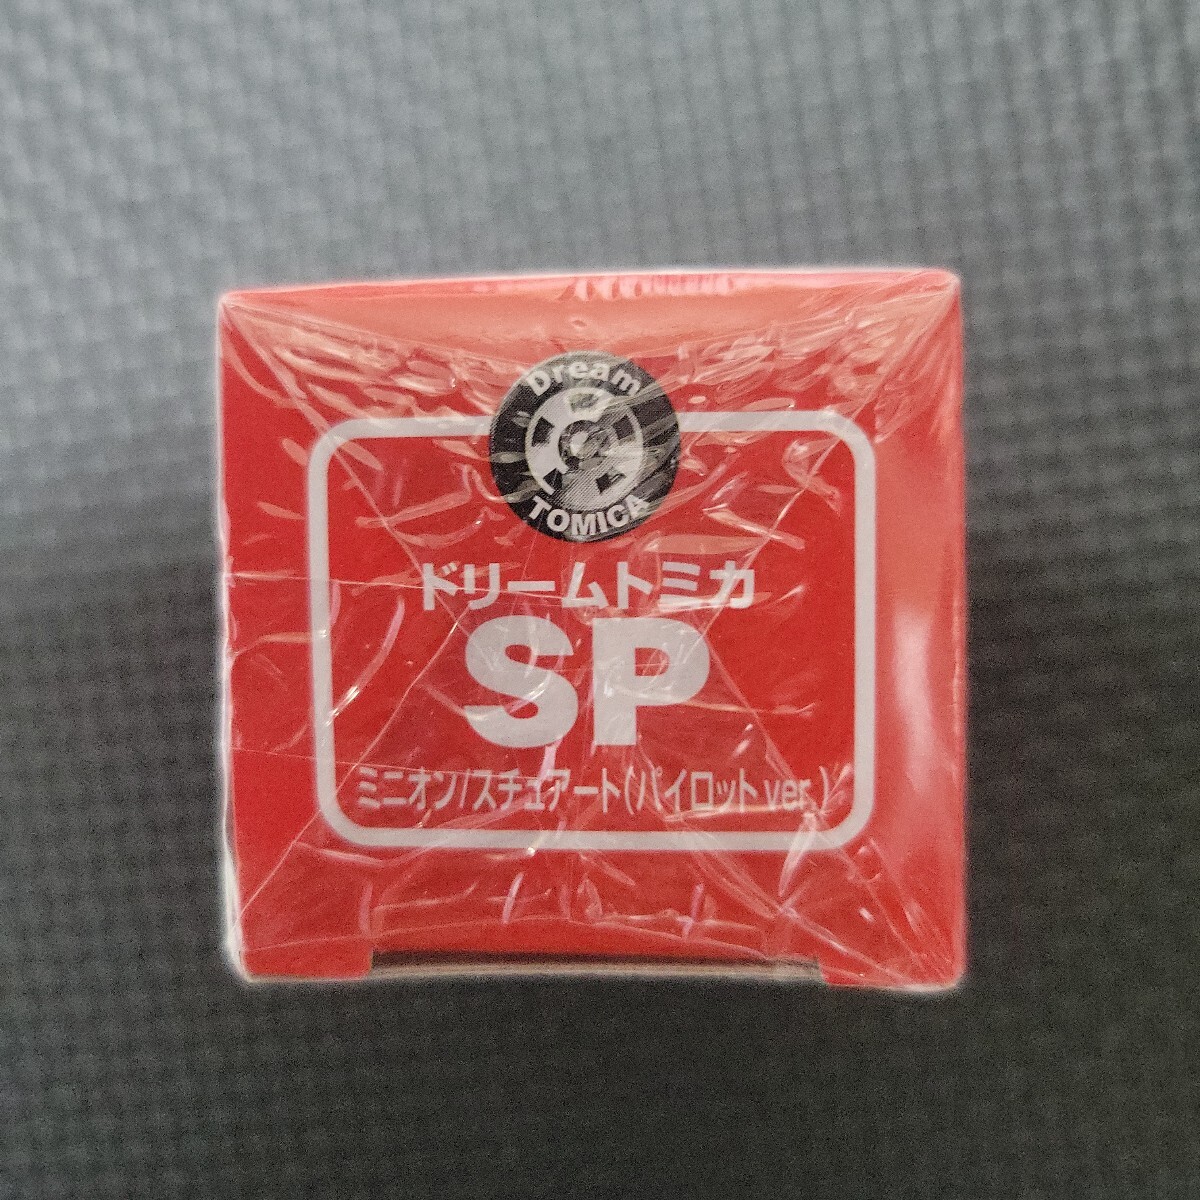 Dream
TOMICA
ドリームトミカ
SP
ミニオン/スチュアート(パイロットver.)